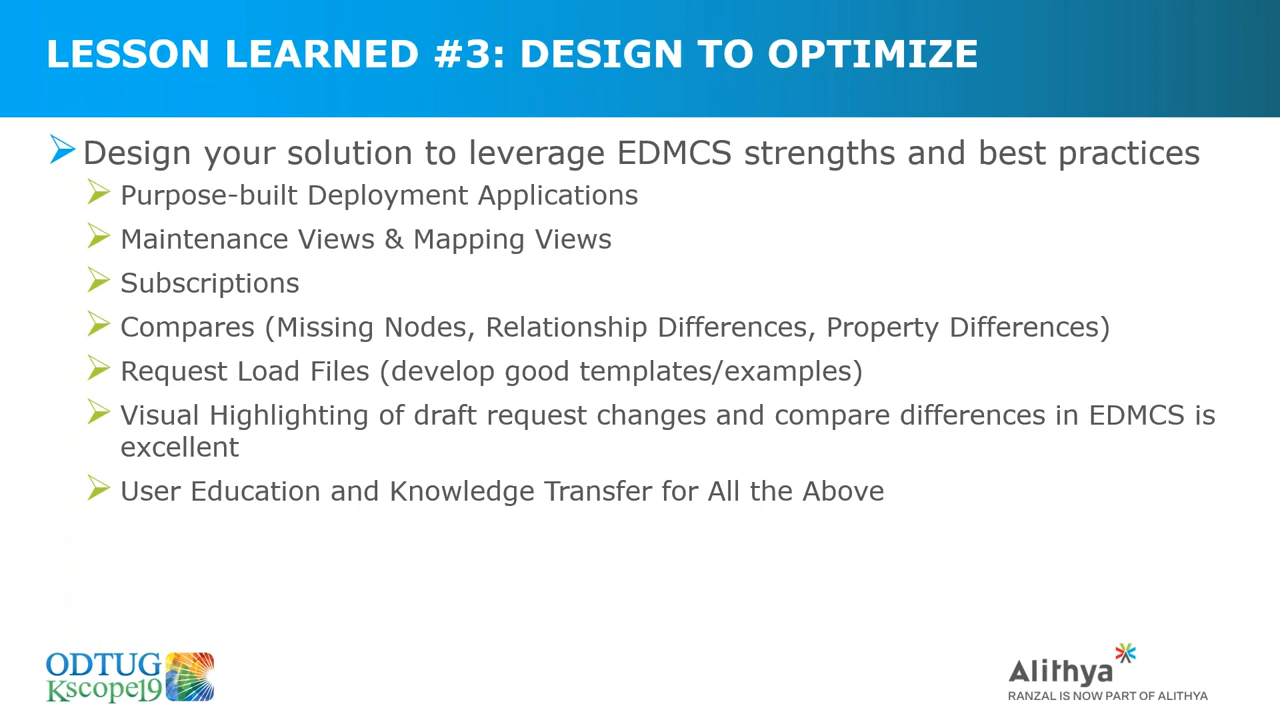 LESSON LEARNED #3: DESIGN TO OPTIMIZE
Design your solution to leverage EDMCS strengths and best practices
Purpose-built Deployment Applications
Maintenance Views & Mapping Views
Subscriptions
Compares (Missing Nodes, Relationship Differences, Property Differences)
Request Load Files (develop good templates/examples)
Visual Highlighting of draft request changes and compare differences in EDMCS is
excellent
User Education and Knowledge Transfer for All the Above
ODTUG
Kscope19
Alithya
RANZAL IS NOW PART OF ALITHYA